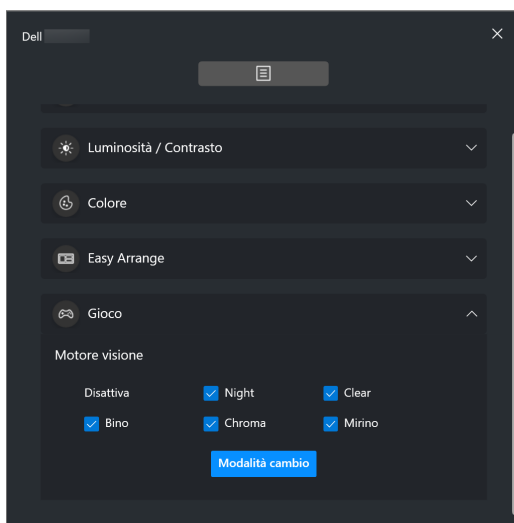 Dell
Luminosità / Contrasto
Colore
Easy Arrange
Gioco
Motore visione
Disattiva Night Clear
Bino Chroma Mirino
Modalità cambio